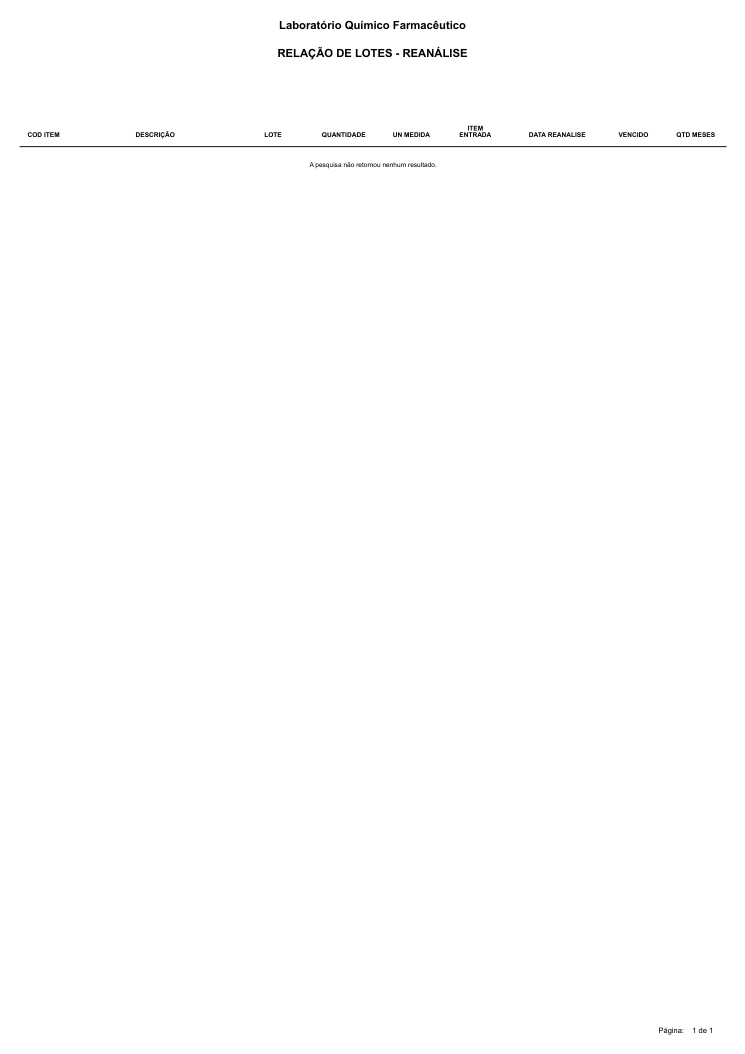 Laboratório Químico Farmacêutico
RELAÇÃO DE LOTES - REANÁLISE
COD ITEM DESCRIÇÃO LOTE QUANTIDADE UN MEDIDA ITEM ENTRADA DATA REANALISE VENCIDO QTD MESES
A pesquisa não retornou nenhum resultado.
Página: 1 de 1